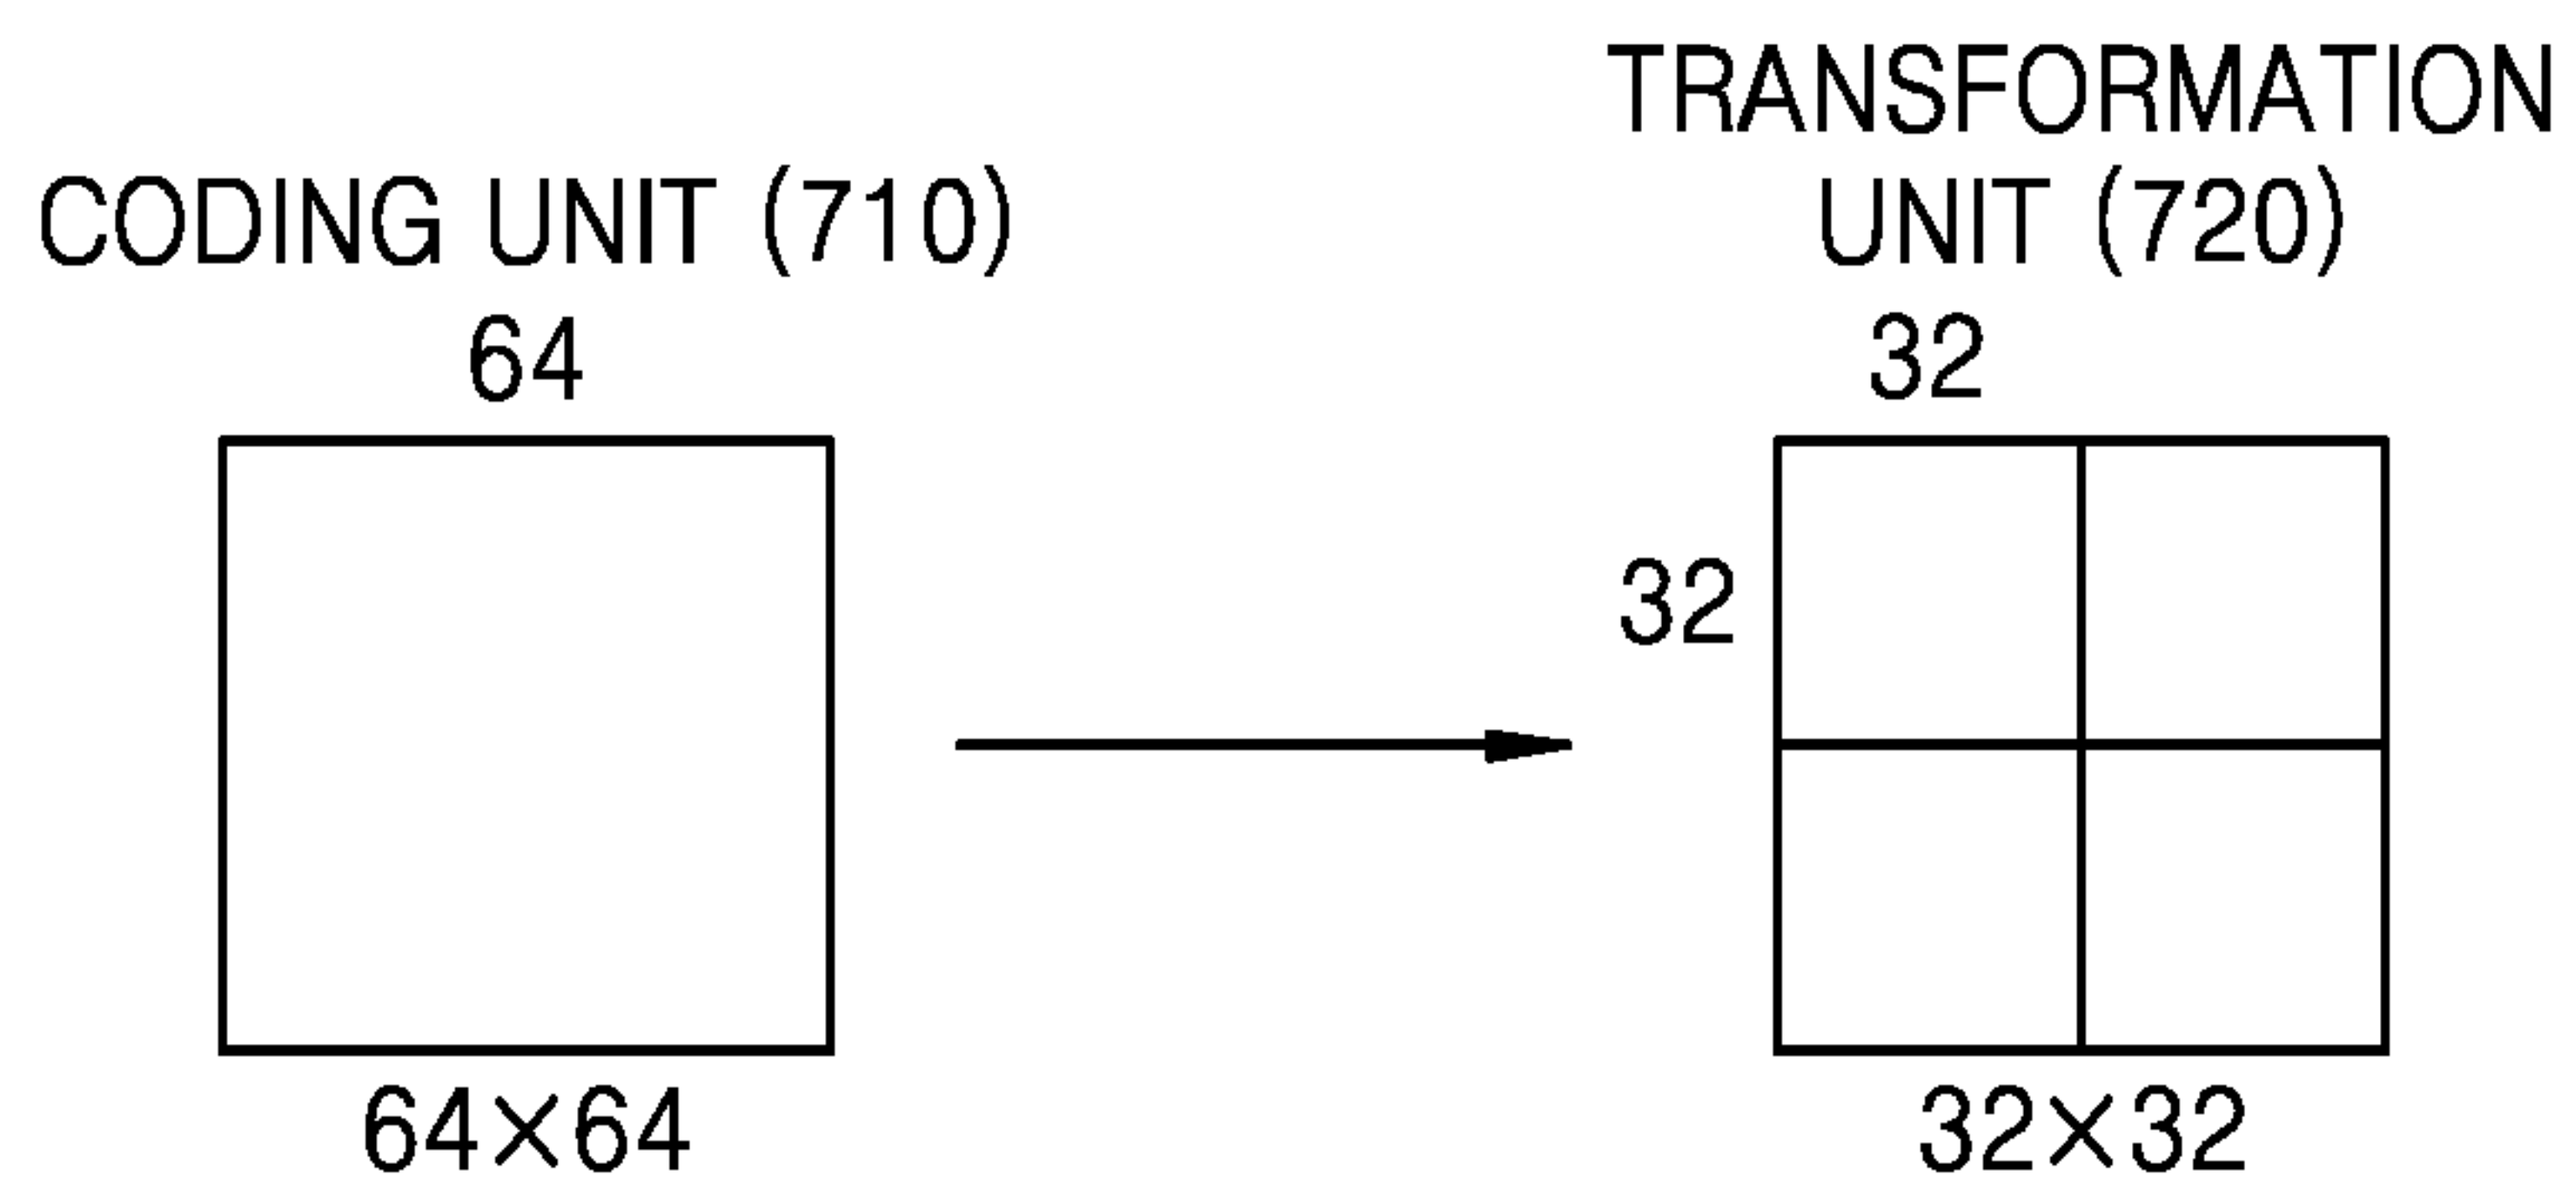 CODING UNIT (710)
64
64×64
TRANSFORMATION
UNIT (720)
32
32
32×32